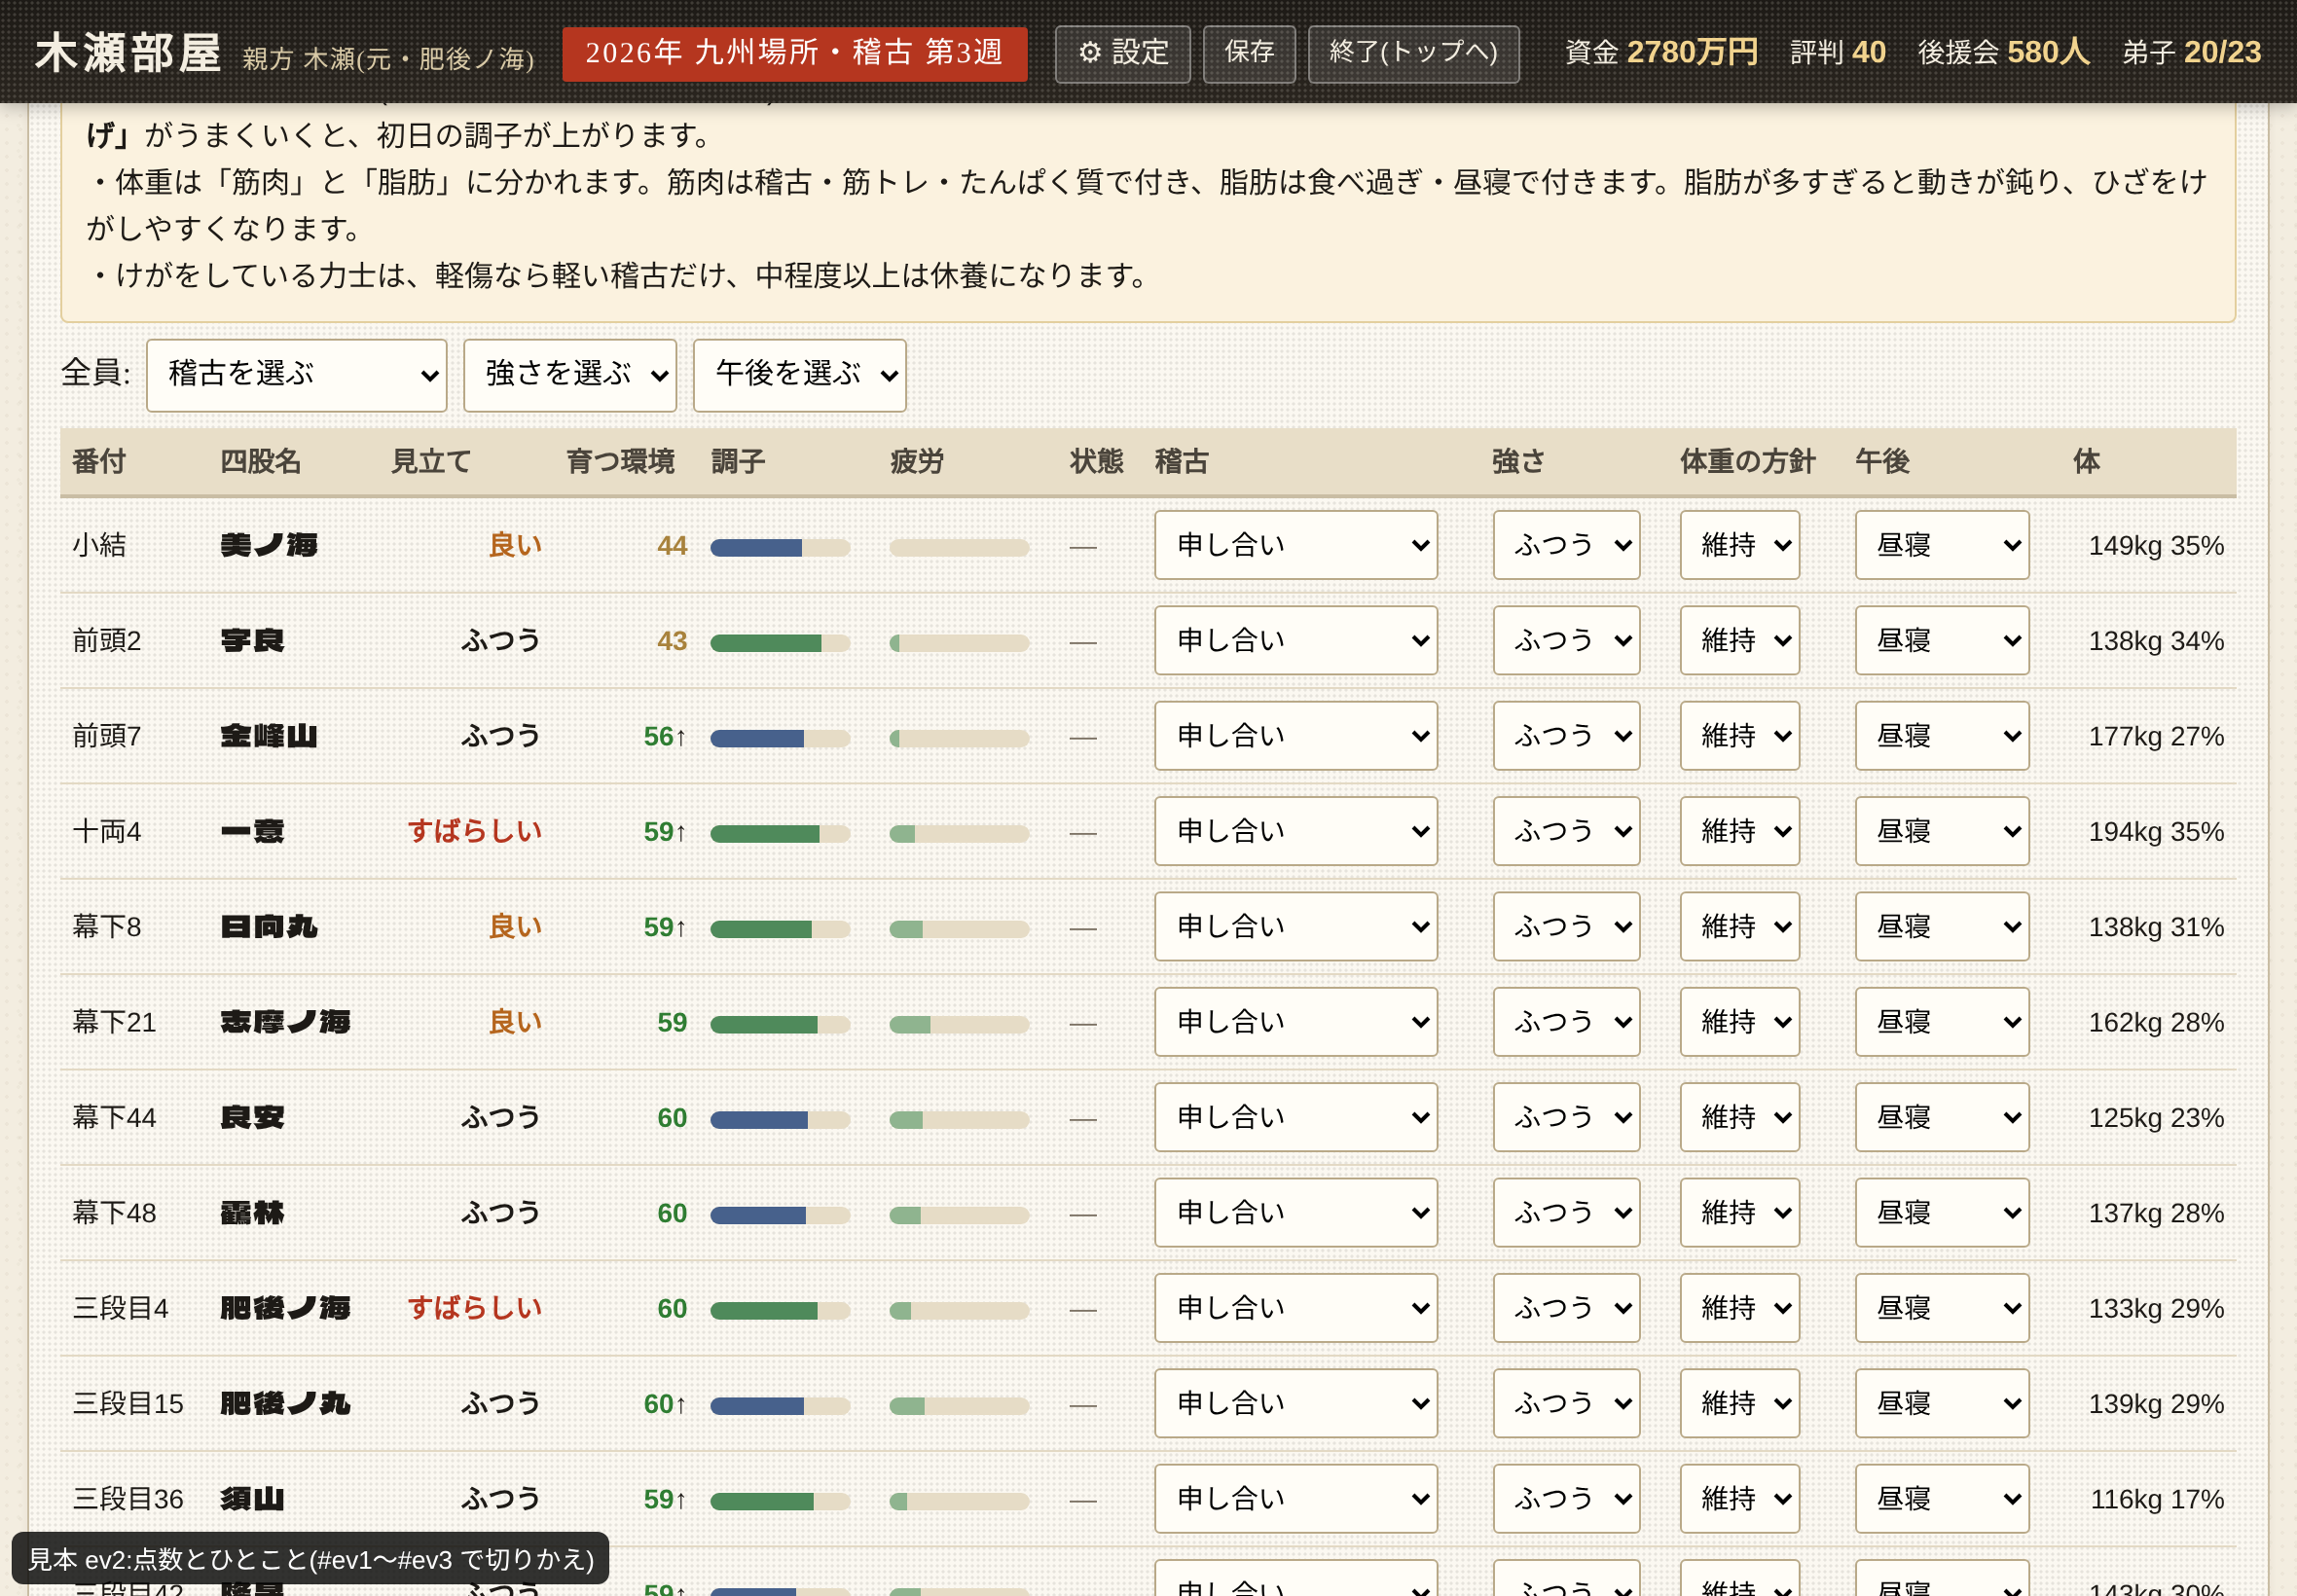 木瀬部屋 親方 木瀬(元・肥後ノ海) 2026年 九州場所・稽古 第3週 ⚙ 設定 保存 終了(トップへ) 資金 2780万円 評判 40 後援会 580人 弟子 20/23
げ」がうまくいくと、初日の調子が上がります。
・体重は「筋肉」と「脂肪」に分かれます。筋肉は稽古・筋トレ・たんぱく質で付き、脂肪は食べ過ぎ・昼寝で付きます。脂肪が多すぎると動きが鈍り、ひざをけ
がしやすくなります。
・けがをしている力士は、軽傷なら軽い稽古だけ、中程度以上は休養になります。
全員: 稽古を選ぶ 強さを選ぶ 午後を選ぶ
番付 四股名 見立て 育つ環境 調子 疲労 状態 稽古 強さ 体重の方針 午後 体
小結 美ノ海 良い 44 — 申し合い ふつう 維持 昼寝 149kg 35%
前頭2 宇良 ふつう 43 — 申し合い ふつう 維持 昼寝 138kg 34%
前頭7 金峰山 ふつう 56↑ — 申し合い ふつう 維持 昼寝 177kg 27%
十両4 一意 すばらしい 59↑ — 申し合い ふつう 維持 昼寝 194kg 35%
幕下8 日向丸 良い 59↑ — 申し合い ふつう 維持 昼寝 138kg 31%
幕下21 志摩ノ海 良い 59 — 申し合い ふつう 維持 昼寝 162kg 28%
幕下44 良安 ふつう 60 — 申し合い ふつう 維持 昼寝 125kg 23%
幕下48 林 ふつう 60 — 申し合い ふつう 維持 昼寝 137kg 28%
三段目4 肥後ノ海 すばらしい 60 — 申し合い ふつう 維持 昼寝 133kg 29%
三段目15 肥後ノ丸 ふつう 60↑ — 申し合い ふつう 維持 昼寝 139kg 29%
三段目36 須山 ふつう 59↑ — 申し合い ふつう 維持 昼寝 116kg 17%
見本 ev2:点数とひとこと(#ev1〜#ev3 で切りかえ)
三段目42 ふつう 59↑ 申し合い ふつう 維持 昼寝 143kg 30%